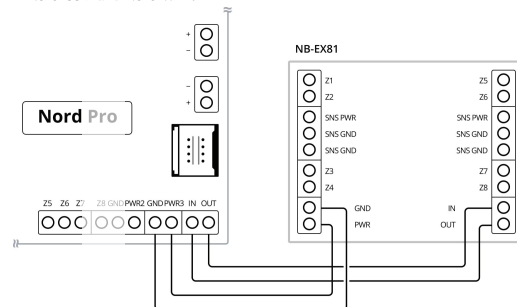 NB-EX81
+
−
−
+
Nord Pro
Z5 Z6 Z7 Z8 GND PWR2 GND PWR3 IN OUT
Z1 Z5
Z2 Z6
SNS PWR SNS PWR
SNS GND SNS GND
SNS GND SNS GND
Z3 Z7
Z4 Z8
GND IN
PWR OUT